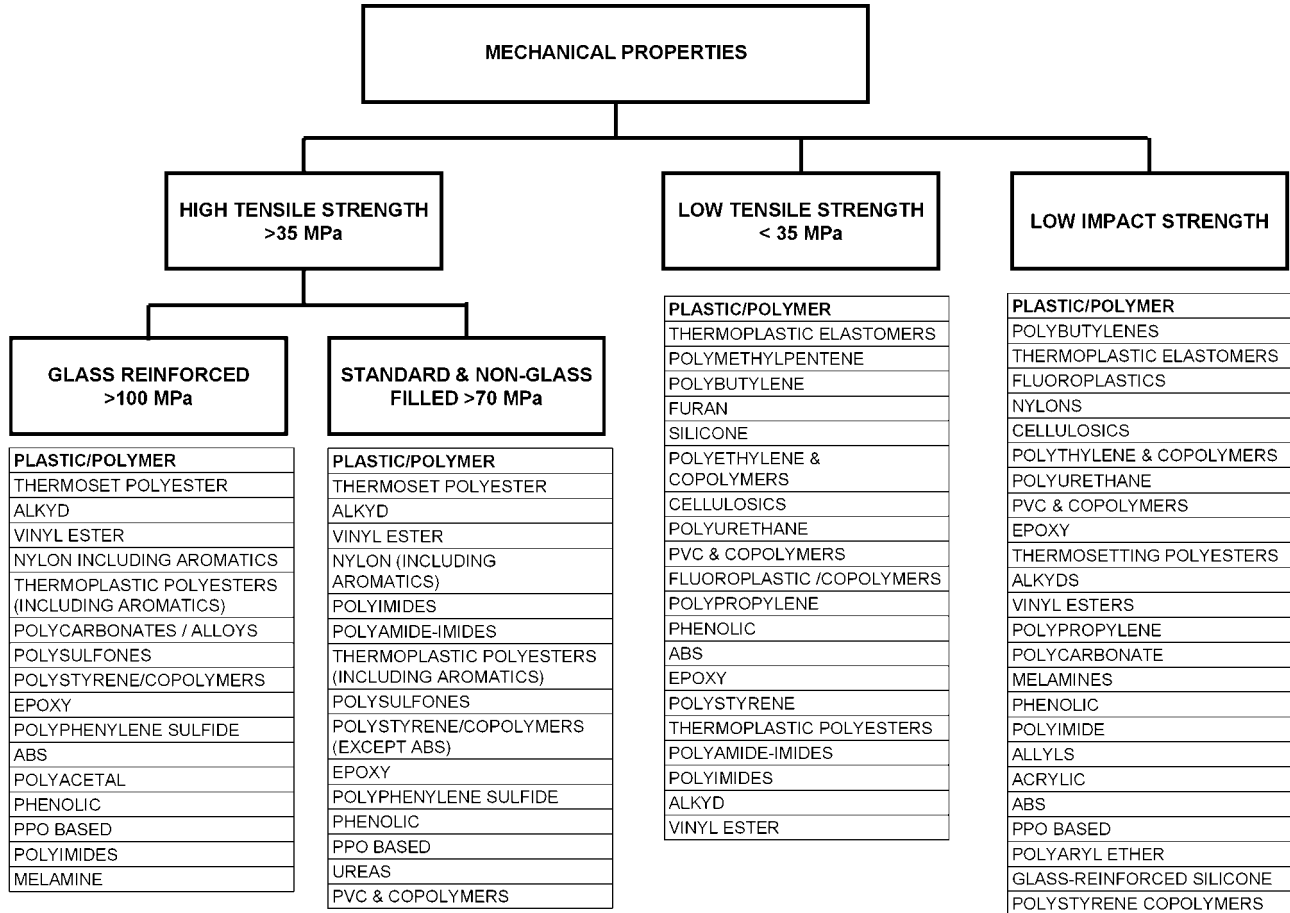 MECHANICAL PROPERTIES
HIGH TENSILE STRENGTH
>35 MPa
LOW TENSILE STRENGTH
< 35 MPa
LOW IMPACT STRENGTH
GLASS REINFORCED
>100 MPa
STANDARD & NON-GLASS
FILLED >70 MPa
PLASTIC/POLYMER
THERMOSET POLYESTER
ALKYD
VINYL ESTER
NYLON INCLUDING AROMATICS
THERMOPLASTIC POLYESTERS
(INCLUDING AROMATICS)
POLYCARBONATES / ALLOYS
POLYSULFONES
POLYSTYRENE/COPOLYMERS
EPOXY
POLYPHENYLENE SULFIDE
ABS
POLYACETAL
PHENOLIC
PPO BASED
POLYIMIDES
MELAMINE
PLASTIC/POLYMER
THERMOSET POLYESTER
ALKYD
VINYL ESTER
NYLON (INCLUDING
AROMATICS)
POLYIMIDES
POLYAMIDE-IMIDES
THERMOPLASTIC POLYESTERS
(INCLUDING AROMATICS)
POLYSULFONES
POLYSTYRENE/COPOLYMERS
(EXCEPT ABS)
EPOXY
POLYPHENYLENE SULFIDE
PHENOLIC
PPO BASED
UREAS
PVC & COPOLYMERS
PLASTIC/POLYMER
THERMOPLASTIC ELASTOMERS
POLYMETHYLPENTENE
POLYBUTYLENE
FURAN
SILICONE
POLYETHYLENE &
COPOLYMERS
CELLULOSICS
POLYURETHANE
PVC & COPOLYMERS
FLUOROPLASTIC /COPOLYMERS
POLYPROPYLENE
PHENOLIC
ABS
EPOXY
POLYSTYRENE
THERMOPLASTIC POLYESTERS
POLYAMIDE-IMIDES
POLYIMIDES
ALKYD
VINYL ESTER
PLASTIC/POLYMER
POLYBUTYLENES
THERMOPLASTIC ELASTOMERS
FLUOROPLASTICS
NYLONS
CELLULOSICS
POLYTHYLENE & COPOLYMERS
POLYURETHANE
PVC & COPOLYMERS
EPOXY
THERMOSETTING POLYESTERS
ALKYDS
VINYL ESTERS
POLYPROPYLENE
POLYCARBONATE
MELAMINES
PHENOLIC
POLYIMIDE
ALLYLS
ACRYLIC
ABS
PPO BASED
POLYARYL ETHER
GLASS-REINFORCED SILICONE
POLYSTYRENE COPOLYMERS